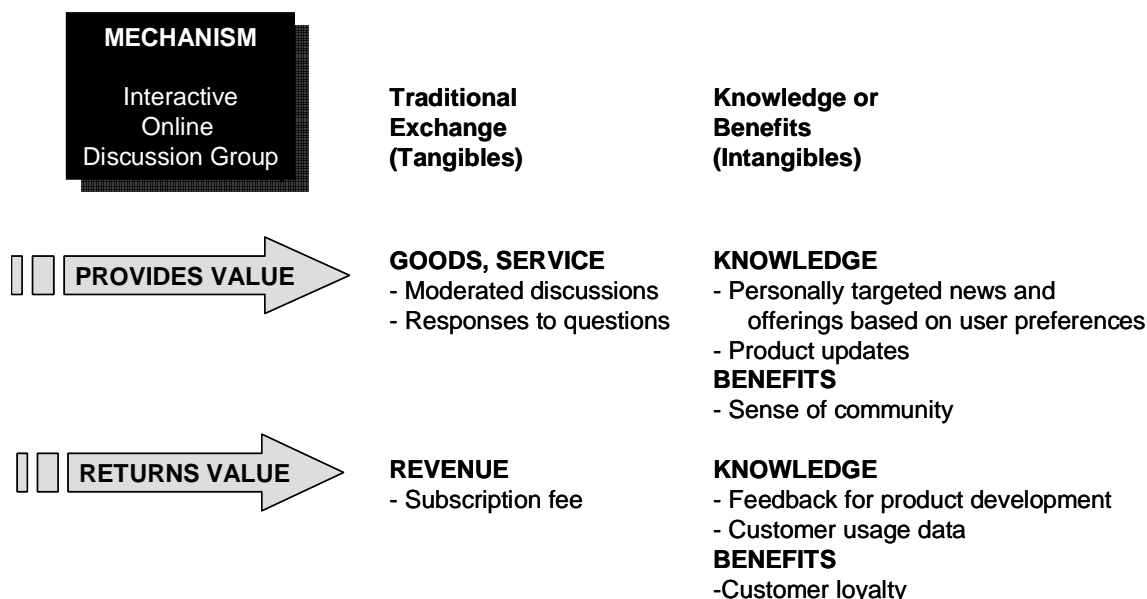 MECHANISM
Interactive
Online
Discussion Group
Traditional
Exchange
(Tangibles)
Knowledge or
Benefits
(Intangibles)
PROVIDES VALUE
GOODS, SERVICE
- Moderated discussions
- Responses to questions
KNOWLEDGE
- Personally targeted news and
offerings based on user preferences
- Product updates
BENEFITS
- Sense of community
RETURNS VALUE
REVENUE
- Subscription fee
KNOWLEDGE
- Feedback for product development
- Customer usage data
BENEFITS
-Customer loyalty